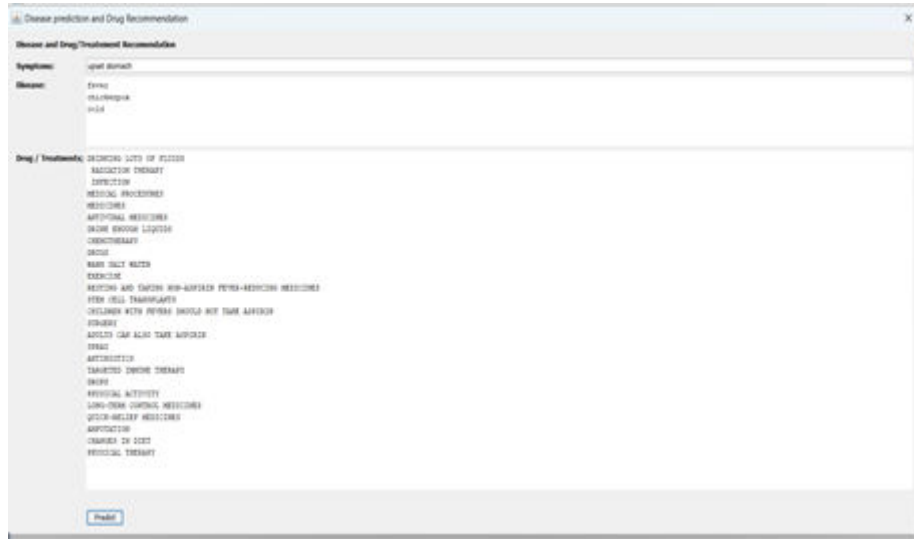 Disease prediction and Drug Recommendation
Disease and Drug/Treatement Recomendation
Symptoms: upset stomach
Disease: fever
chickenpox
cold
Drug / Treatments: DRINKING LOTS OF FLUIDS
RADIATION THERAPY
INFECTION
MEDICAL PROCEDURES
MEDICINES
ANTIVIRAL MEDICINES
DRINK ENOUGH LIQUIDS
CHEMOTHERAPY
DRUGS
WARM SALT WATER
EXERCISE
RESTING AND TAKING NON-ASPIRIN FEVER-REDUCING MEDICINES
STEM CELL TRANSPLANTS
CHILDREN WITH FEVERS SHOULD NOT TAKE ASPIRIN
SURGERY
ADULTS CAN ALSO TAKE ASPIRIN
SPRAY
ANTIBIOTICS
TARGETED IMMUNE THERAPY
DROPS
PHYSICAL ACTIVITY
LONG-TERM CONTROL MEDICINES
QUICK-RELIEF MEDICINES
AMPUTATION
CHANGES IN DIET
PHYSICAL THERAPY
Predict